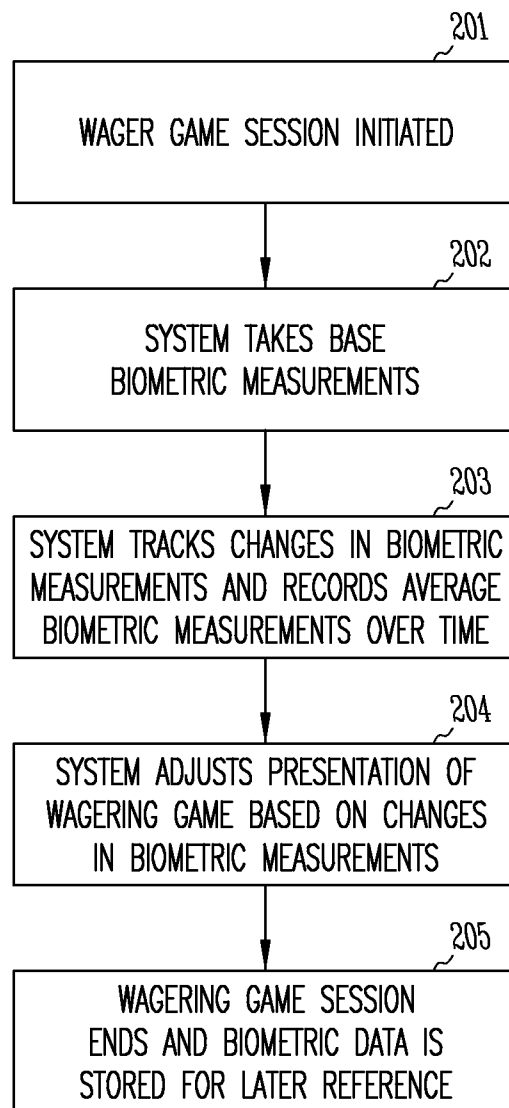 201
WAGER GAME SESSION INITIATED
202
SYSTEM TAKES BASE
BIOMETRIC MEASUREMENTS
203
SYSTEM TRACKS CHANGES IN BIOMETRIC
MEASUREMENTS AND RECORDS AVERAGE
BIOMETRIC MEASUREMENTS OVER TIME
204
SYSTEM ADJUSTS PRESENTATION OF
WAGERING GAME BASED ON CHANGES
IN BIOMETRIC MEASUREMENTS
205
WAGERING GAME SESSION
ENDS AND BIOMETRIC DATA IS
STORED FOR LATER REFERENCE